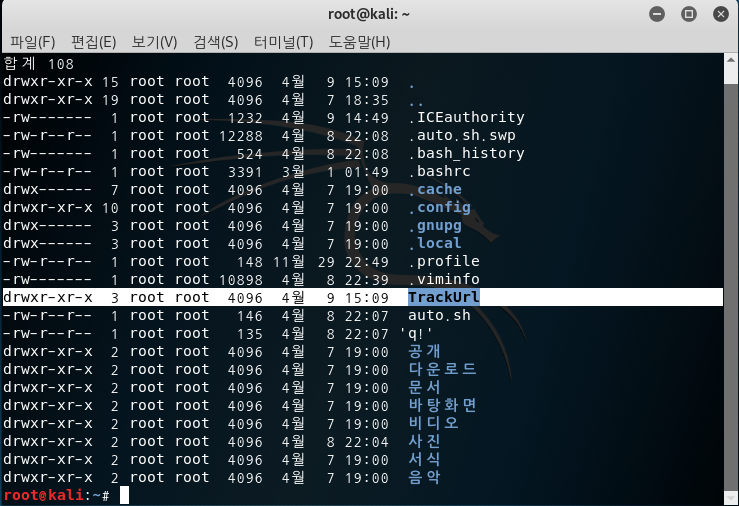 root@kali: ~
파일(F) 편집(E) 보기(V) 검색(S) 터미널(T) 도움말(H)
합계 108
drwxr-xr-x 15 root root 4096 4월 9 15:09 .
drwxr-xr-x 19 root root 4096 4월 7 18:35 ..
-rw------- 1 root root 1232 4월 9 14:49 .ICEauthority
-rw-r--r-- 1 root root 12288 4월 8 22:08 .auto.sh.swp
-rw------- 1 root root 524 4월 8 22:08 .bash_history
-rw-r--r-- 1 root root 3391 3월 1 01:49 .bashrc
drwx------ 7 root root 4096 4월 7 19:00 .cache
drwxr-xr-x 10 root root 4096 4월 7 19:00 .config
drwx------ 3 root root 4096 4월 7 19:00 .gnupg
drwx------ 3 root root 4096 4월 7 19:00 .local
-rw-r--r-- 1 root root 148 11월 29 22:49 .profile
-rw------- 1 root root 10898 4월 8 22:39 .viminfo
drwxr-xr-x 3 root root 4096 4월 9 15:09 TrackUrl
-rw-r--r-- 1 root root 146 4월 8 22:07 auto.sh
-rw-r--r-- 1 root root 135 4월 8 22:07 'q!'
drwxr-xr-x 2 root root 4096 4월 7 19:00 공개
drwxr-xr-x 2 root root 4096 4월 7 19:00 다운로드
drwxr-xr-x 2 root root 4096 4월 7 19:00 문서
drwxr-xr-x 2 root root 4096 4월 7 19:00 바탕화면
drwxr-xr-x 2 root root 4096 4월 7 19:00 비디오
drwxr-xr-x 2 root root 4096 4월 8 22:04 사진
drwxr-xr-x 2 root root 4096 4월 7 19:00 서식
drwxr-xr-x 2 root root 4096 4월 7 19:00 음악
root@kali:~#